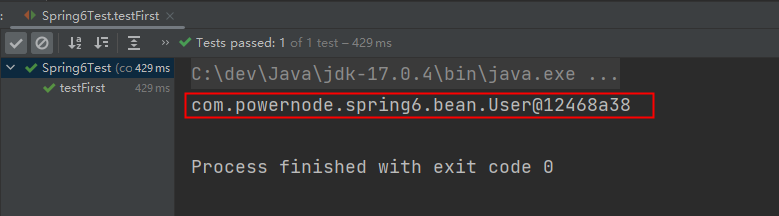 : Spring6Test.testFirst ×
» Tests passed: 1 of 1 test – 429 ms
Spring6Test (co 429 ms
testFirst 429 ms
C:\dev\Java\jdk-17.0.4\bin\java.exe ...
com.powernode.spring6.bean.User@12468a38
Process finished with exit code 0